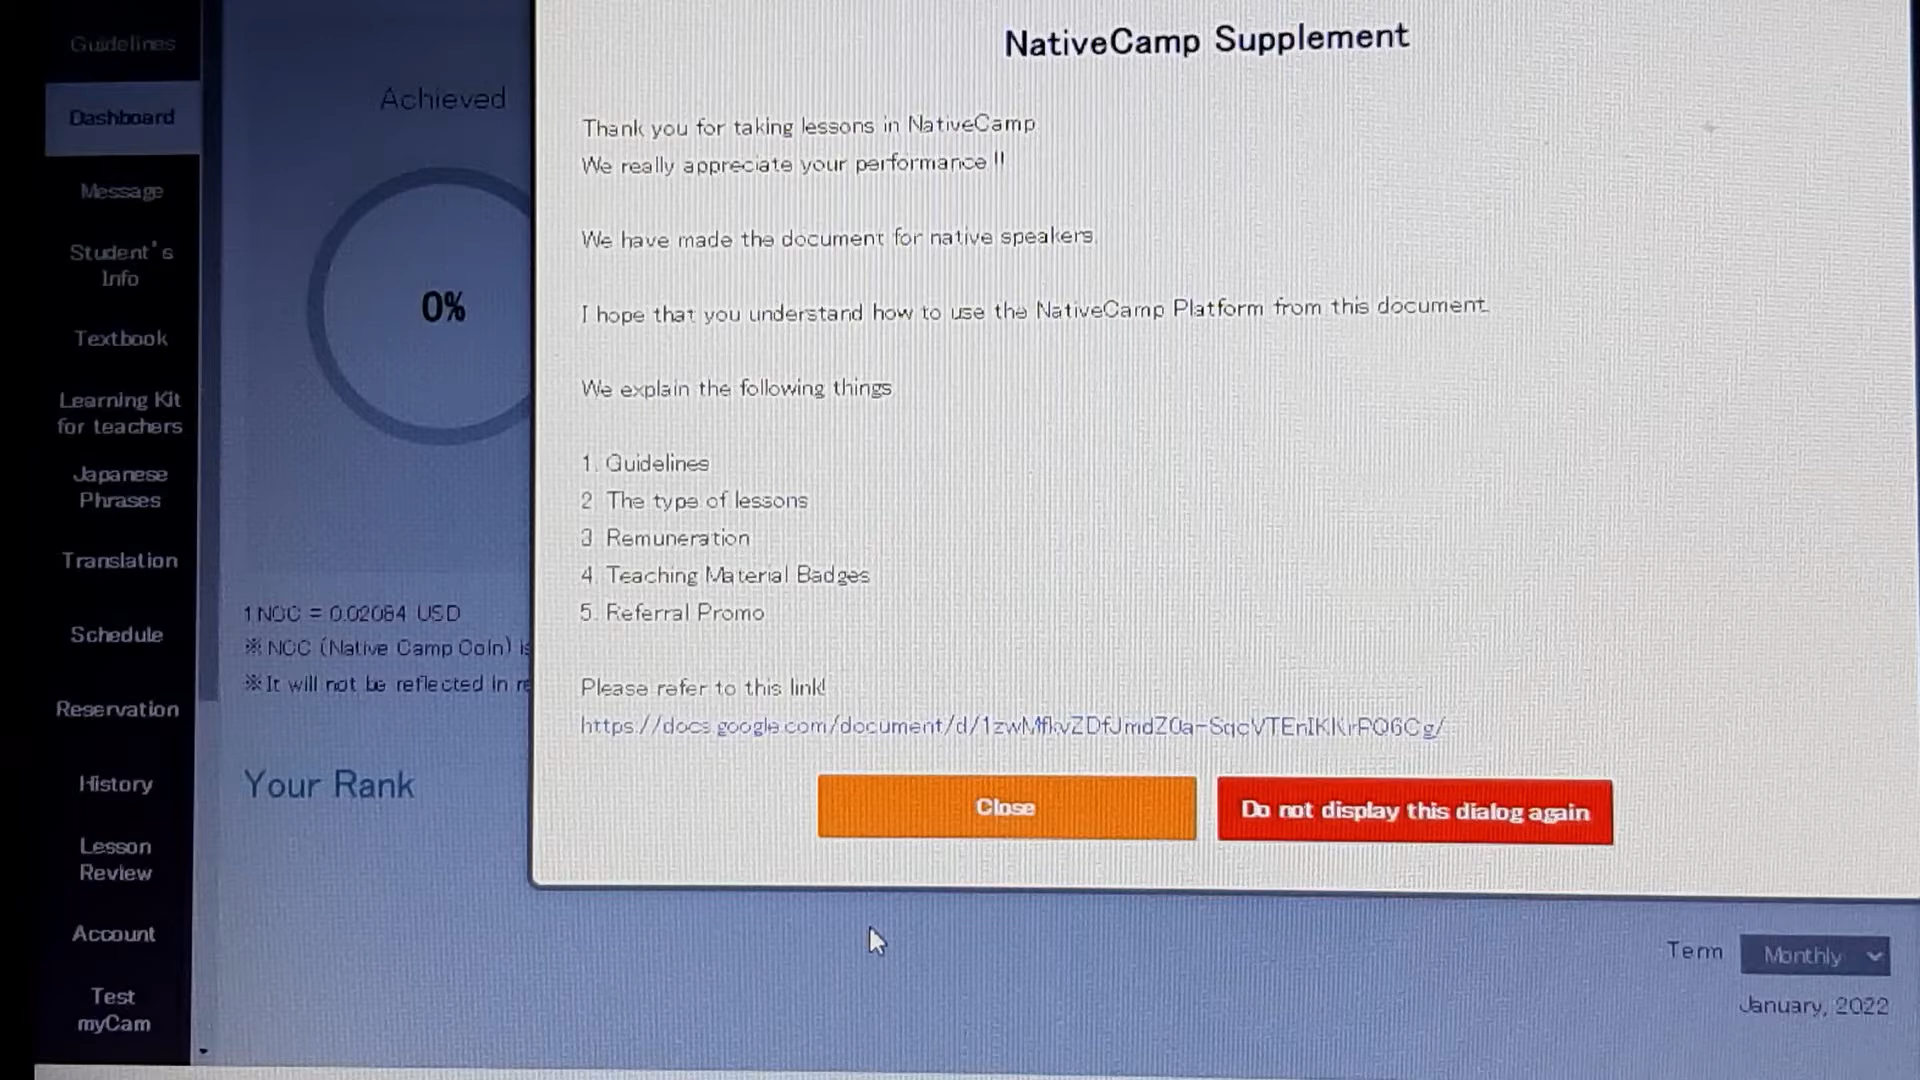 Guidelines
Dashboard
Message
Student's
Info
Textbook
Learning Kit
for teachers
Japanese
Phrases
Translation
Schedule
Reservation
History
Lesson
Review
Account
Test
myCam
Achieved
0%
1 NCC = 0.02084 USD
※ NCC (Native Camp Coin) is
※It will not be reflected in re
Your Rank
NativeCamp Supplement
Thank you for taking lessons in NativeCamp.
We really appreciate your performance !!
We have made the document for native speakers.
I hope that you understand how to use the NativeCamp Platform from this document.
We explain the following things
1. Guidelines
2 The type of lessons
3 Remuneration
4. Teaching Material Badges
5. Referral Promo
Please refer to this link!
Close
Do not display this dialog again
Term
Monthly
January, 2022